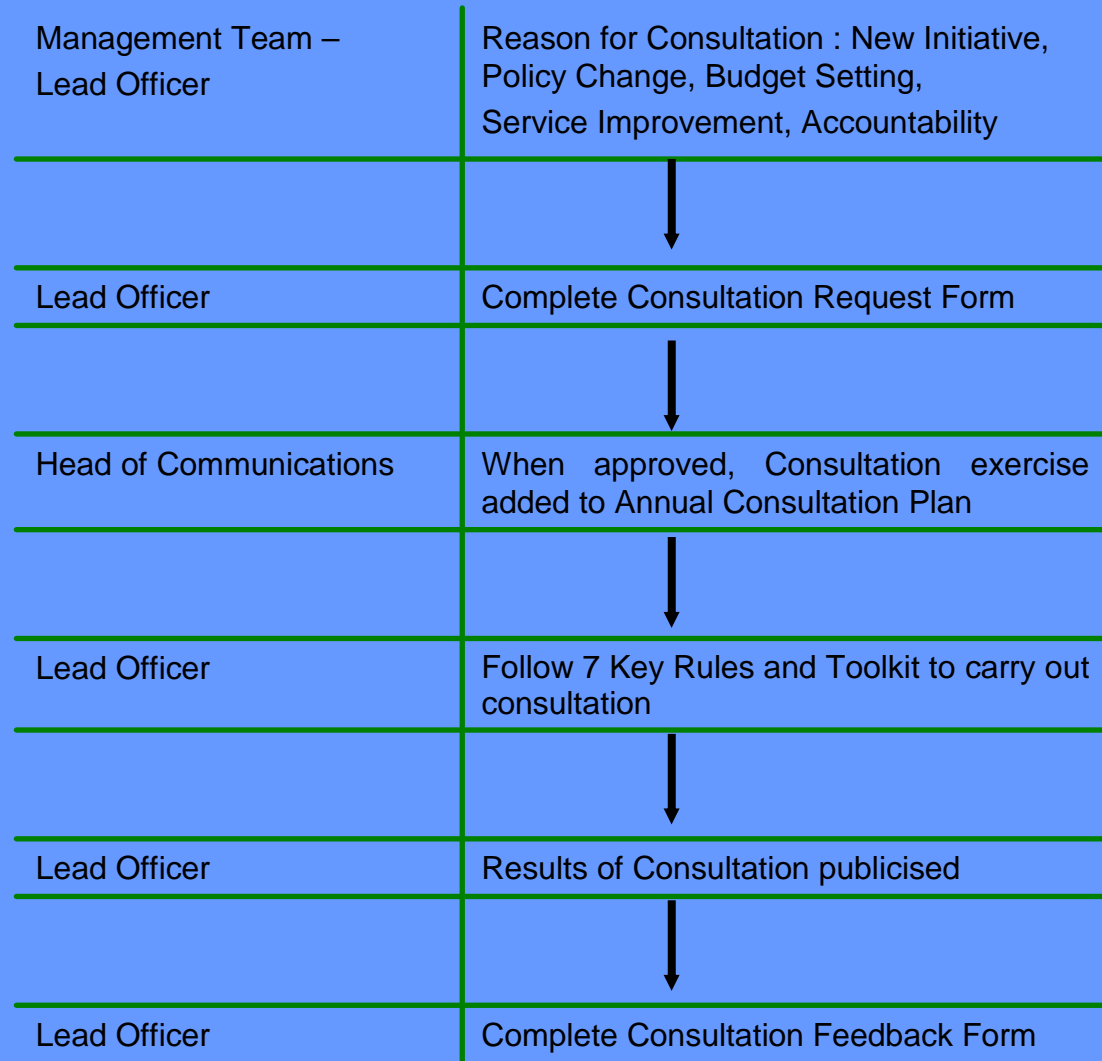 Management Team –
Lead Officer
Reason for Consultation : New Initiative,
Policy Change, Budget Setting,
Service Improvement, Accountability
Lead Officer
Complete Consultation Request Form
Head of Communications
When approved, Consultation exercise
added to Annual Consultation Plan
Lead Officer
Follow 7 Key Rules and Toolkit to carry out
consultation
Lead Officer
Results of Consultation publicised
Lead Officer
Complete Consultation Feedback Form